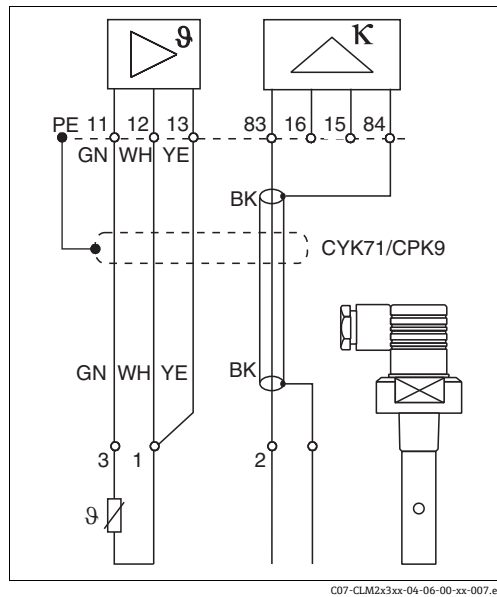 ϑ κ
PE 11 12 13 83 16 15 84
GN WH YE
BK
CYK71/CPK9
GN WH YE BK
3 1 2
ϑ
C07-CLM2x3xx-04-06-00-xx-007.e